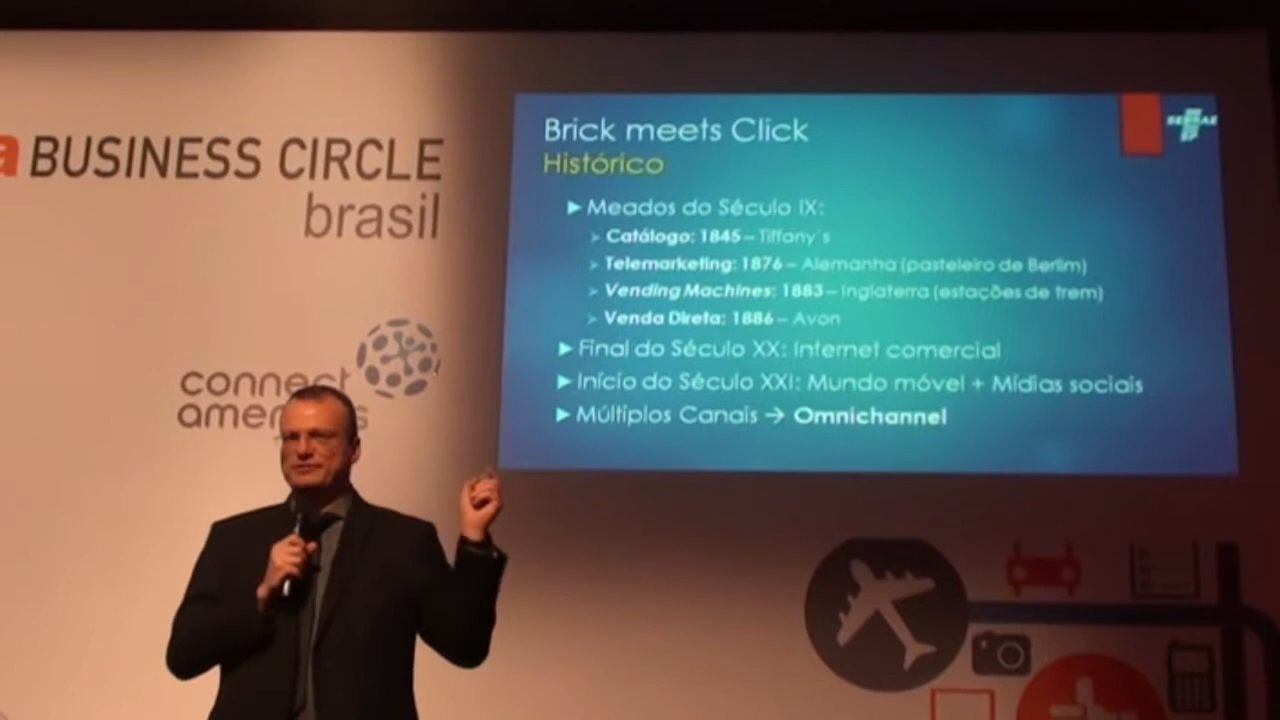 a BUSINESS CIRCLE
brasil
connect
Brick meets Click
Histórico
SEBRAE
► Meados do Século IX:
➢ Catálogo: 1845 – Tiffany´s
➢ Telemarketing: 1876 – Alemanha (pasteleiro de Berlim)
➢ Vending Machines: 1883 – Inglaterra (estações de trem)
➢ Venda Direta: 1886 – Avon
► Final do Século XX: Internet comercial
► Início do Século XXI: Mundo móvel + Mídias sociais
► Múltiplos Canais → Omnichannel